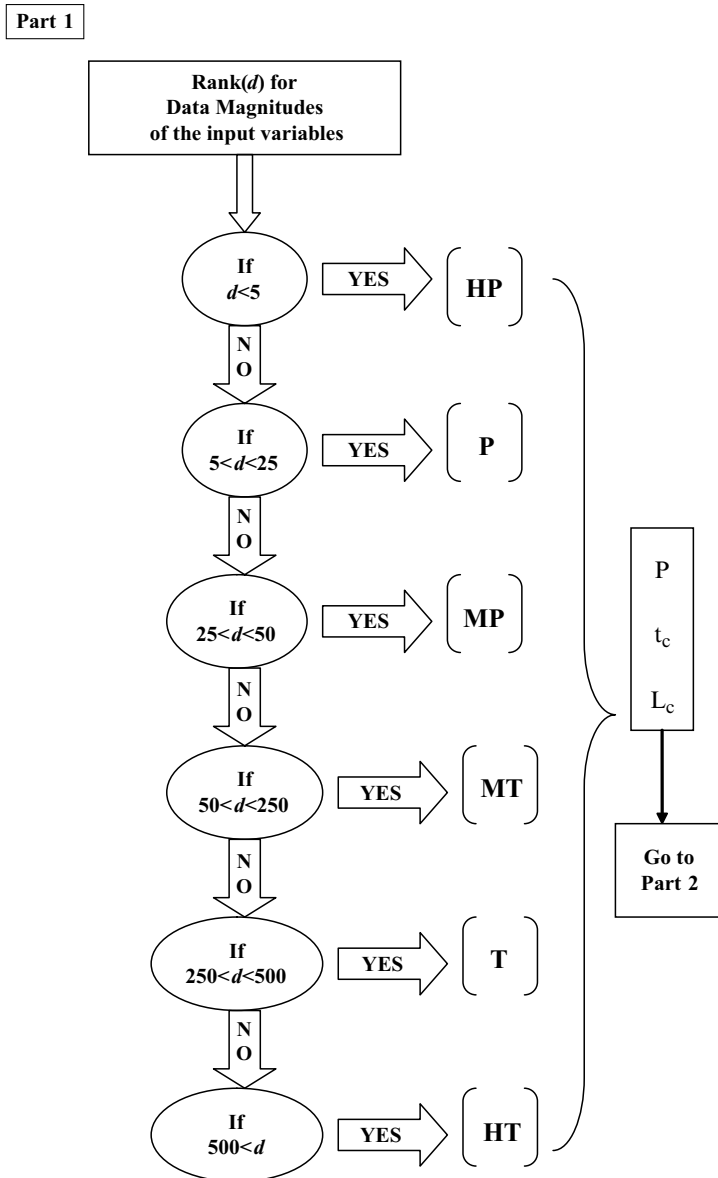 Part 1
Rank(d) for
Data Magnitudes
of the input variables
If
d<5
YES
HP
N
O
If
5<d<25
YES
P
N
O
If
25<d<50
YES
MP
N
O
If
50<d<250
YES
MT
N
O
If
250<d<500
YES
T
N
O
If
500<d
YES
HT
P
tc
Lc
Go to
Part 2